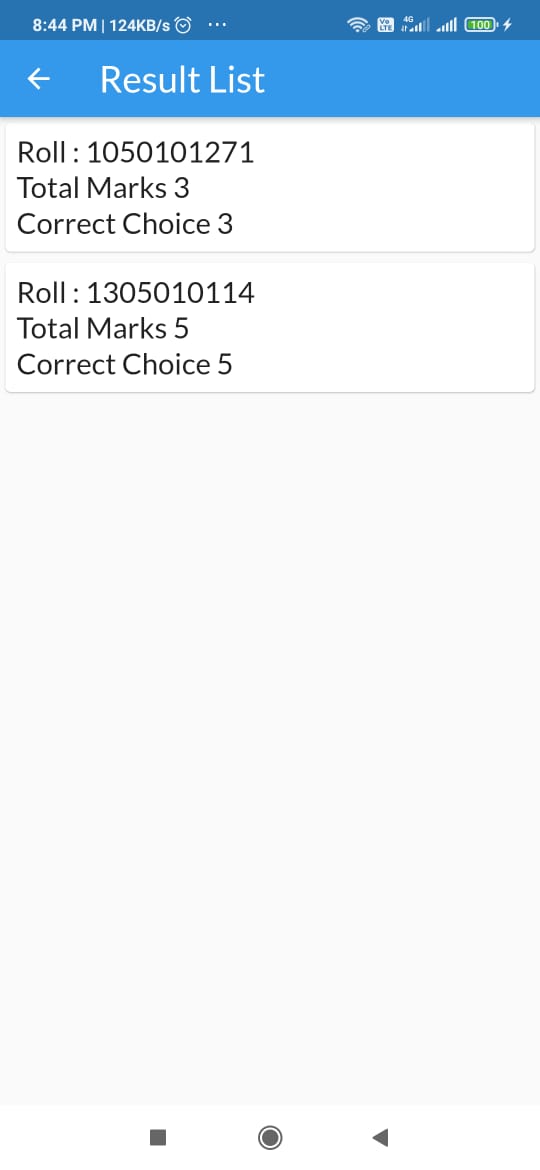 8:44 PM | 124KB/s ...
Vo LTE 4G 100
Result List
Roll : 1050101271
Total Marks 3
Correct Choice 3
Roll : 1305010114
Total Marks 5
Correct Choice 5